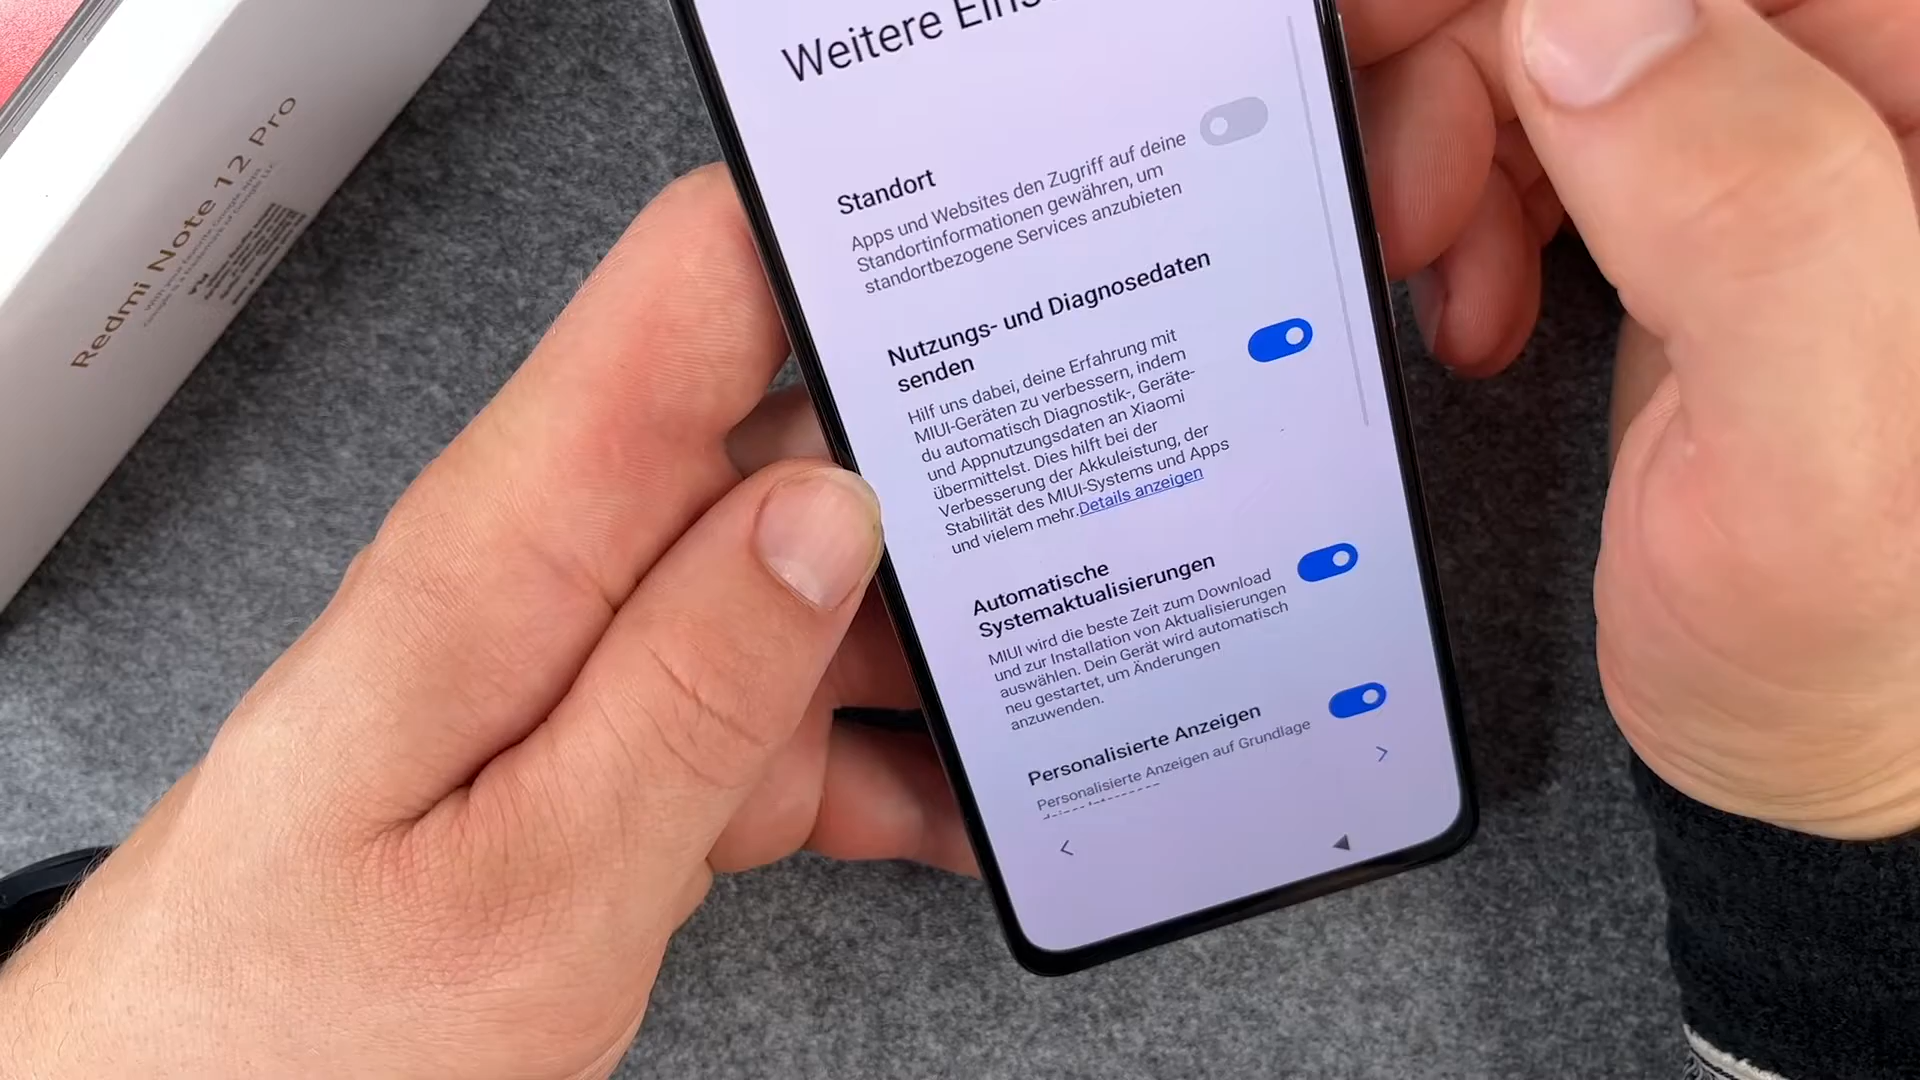 Redmi Note 12 Pro
Weitere
Standort
Apps und Websites den Zugriff auf deine
Standortinformationen gewähren, um
standortbezogene Services anzubieten
Nutzungs- und Diagnosedaten
senden
Hilf uns dabei, deine Erfahrung mit
MIUI-Geräten zu verbessern, indem
du automatisch Diagnostik-, Geräte-
und Appnutzungsdaten an Xiaomi
übermittelst. Dies hilft bei der
Verbesserung der Akkuleistung, der
Stabilität des MIUI-Systems und Apps
und vielem mehr.Details anzeigen
Automatische
Systemaktualisierungen
MIUI wird die beste Zeit zum Download
und zur Installation von Aktualisierungen
auswählen. Dein Gerät wird automatisch
neu gestartet, um Änderungen
anzuwenden.
Personalisierte Anzeigen
Personalisierte Anzeigen auf Grundlage